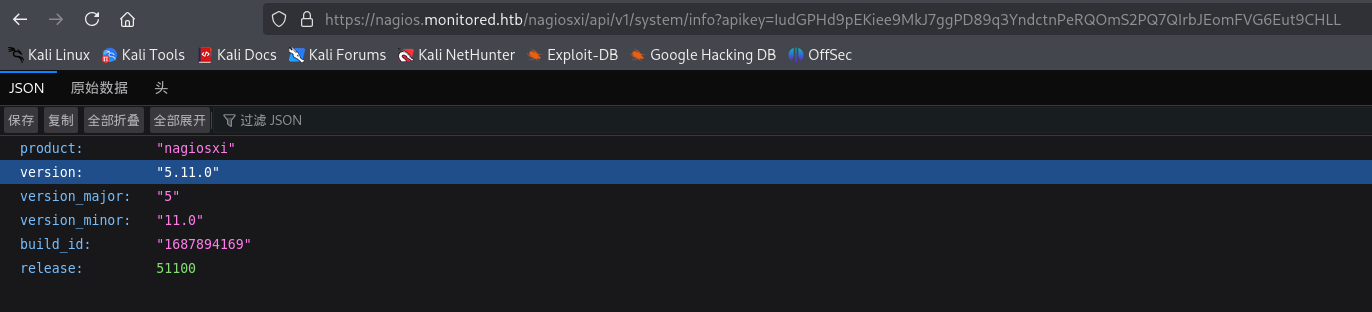 https://nagios.monitored.htb/nagiosxi/api/v1/system/info?apikey=IudGPHd9pEKiee9MkJ7ggPD89q3YndctnPeRQOmS2PQ7QIrbJEomFVG6Eut9CHLL
Kali Linux Kali Tools Kali Docs Kali Forums Kali NetHunter Exploit-DB Google Hacking DB OffSec
JSON 原始数据 头
保存 复制 全部折叠 全部展开 过滤 JSON
product: "nagiosxi"
version: "5.11.0"
version_major: "5"
version_minor: "11.0"
build_id: "1687894169"
release: 51100